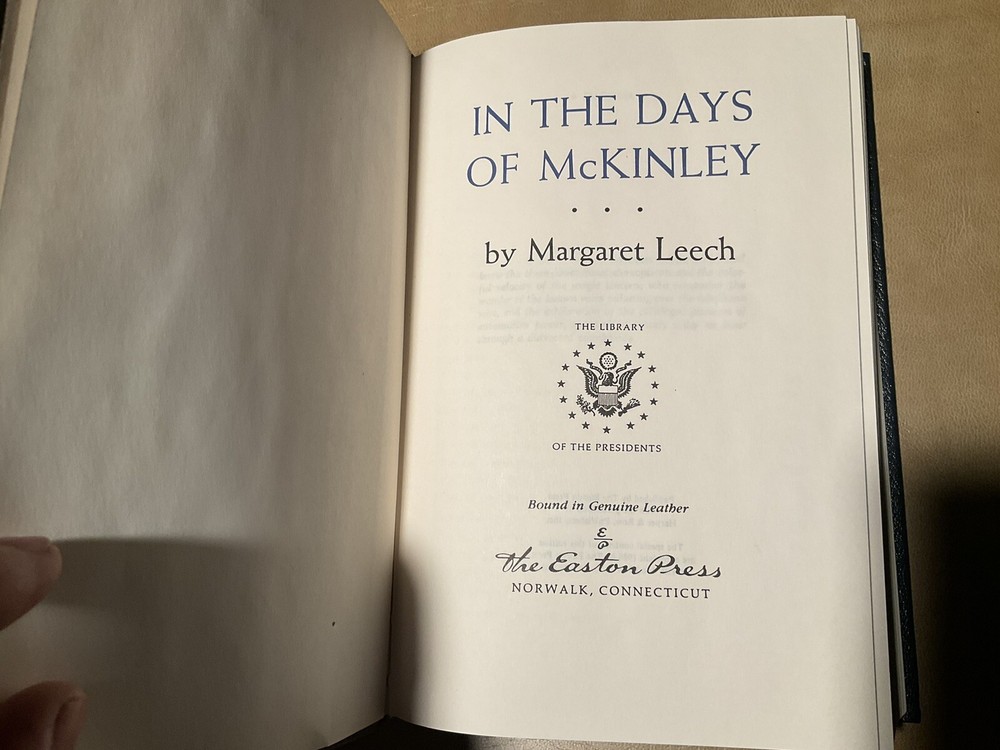 IN THE DAYS
OF McKINLEY
• • •
by Margaret Leech
THE LIBRARY
OF THE PRESIDENTS
Bound in Genuine Leather
E
P
The Easton Press
NORWALK, CONNECTICUT